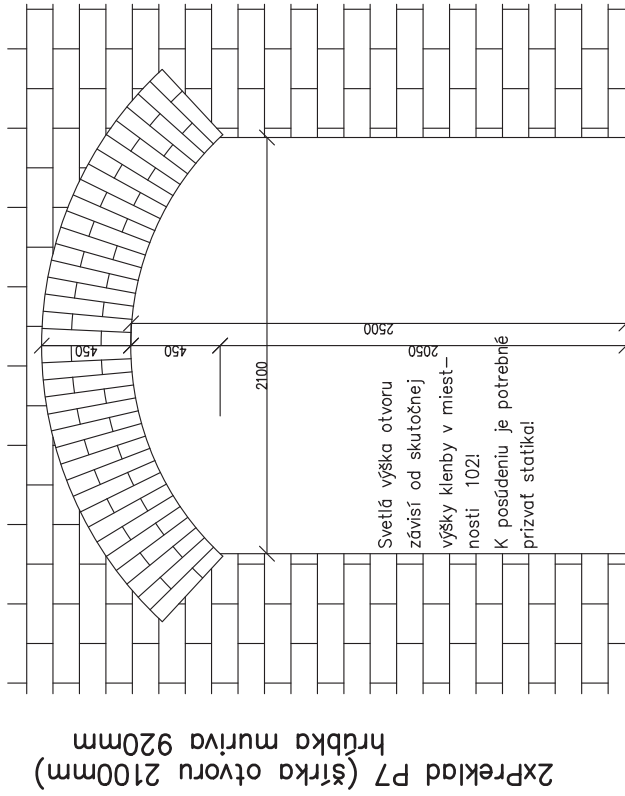 450
450
2500
2050
2100
Svetlá výška otvoru
závisí od skutočnej
výšky klenby v miest–
nosti 102!
K posúdeniu je potrebné
prizvať statika!
2xPreklad P7 (šírka otvoru 2100mm)
hrúbka muriva 920mm